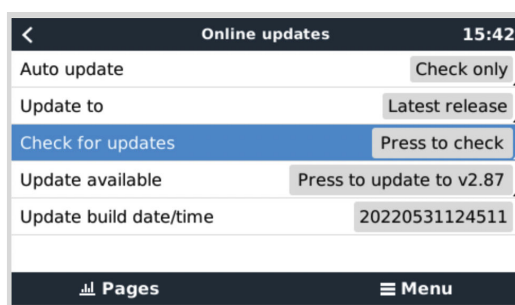 Online updates 15:42
Auto update Check only
Update to Latest release
Check for updates Press to check
Update available Press to update to v2.87
Update build date/time 20220531124511
Pages Menu